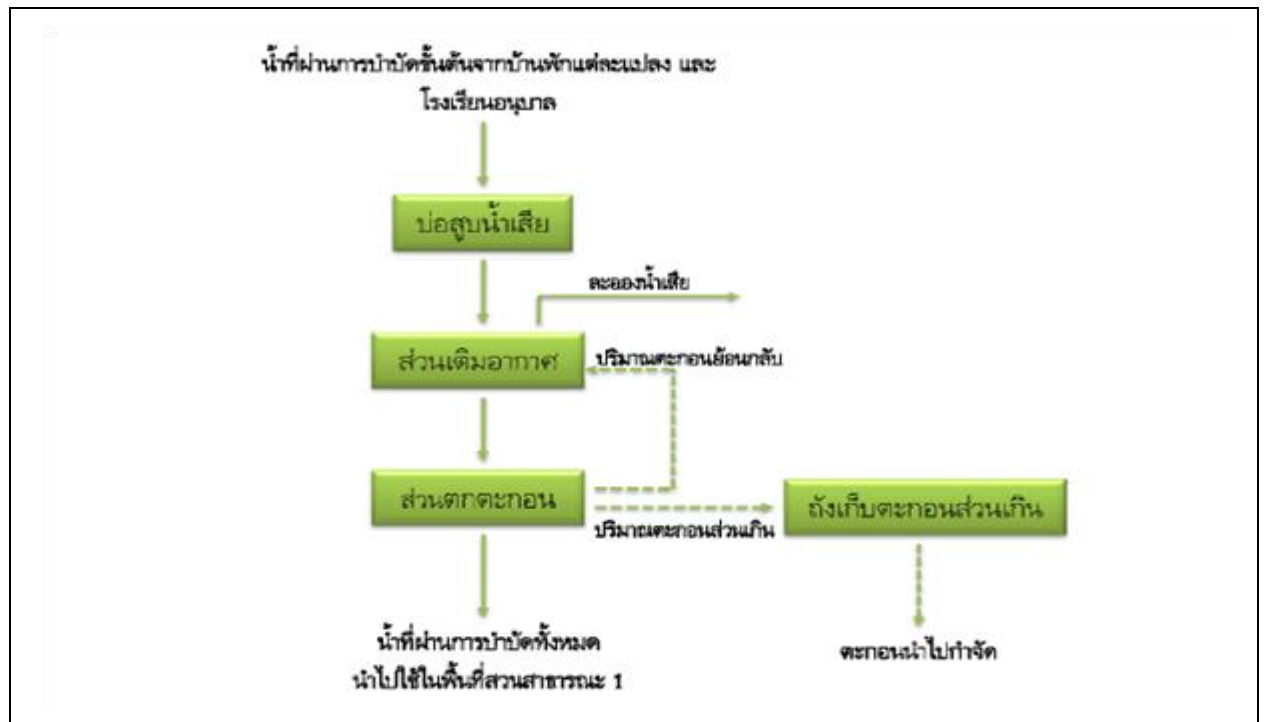 น้ำที่ผ่านการบำบัดขั้นต้นจากบ้านพักแต่ละแปลง และ
โรงเรียนอนุบาล
บ่อสูบน้ำเสีย
ละอองน้ำเสีย
ส่วนเติมอากาศ
ปริมาณตะกอนย้อนกลับ
ส่วนตกตะกอน
ถังเก็บตะกอนส่วนเกิน
ปริมาณตะกอนส่วนเกิน
น้ำที่ผ่านการบำบัดทั้งหมด
นำไปใช้ในพื้นที่สวนสาธารณะ 1
ตะกอนนำไปกำจัด